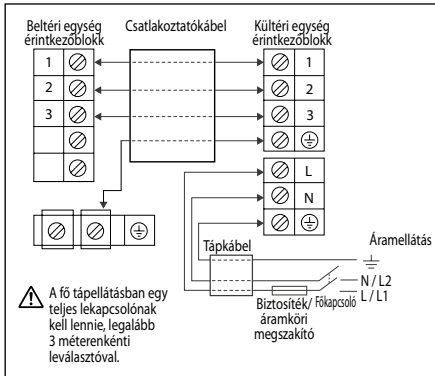 Beltéri egység
érintkezőblokk
Csatlakoztatókábel
Kültéri egység
érintkezőblokk
1
2
3
1
2
3
L
N
Tápkábel
Áramellátás
N / L2
L / L1
Biztosíték/
áramköri
megszakító
Főkapcsoló
A fő tápellátásban egy
teljes lekapcsolónak
kell lennie, legalább
3 méterenkénti
leválasztóval.